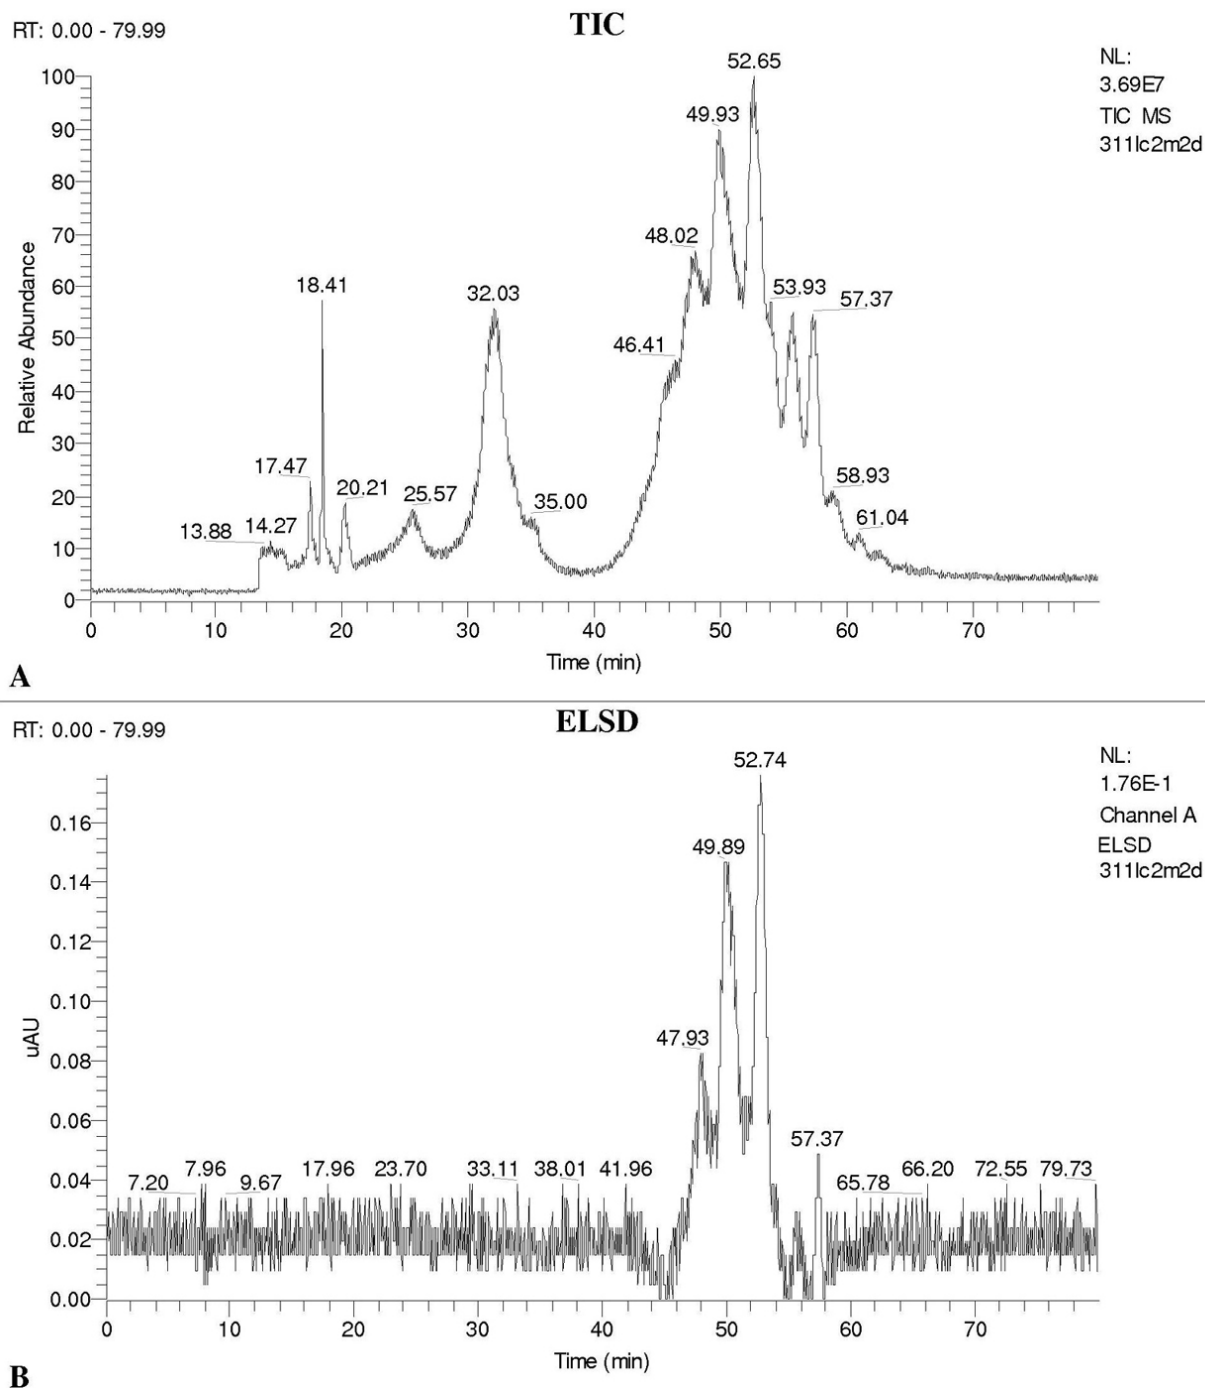 TIC
RT: 0.00 - 79.99
NL:
3.69E7
TIC MS
311lc2m2d
52.65
49.93
48.02
53.93
57.37
18.41
32.03
46.41
17.47
20.21
25.57
35.00
58.93
13.88
14.27
61.04
100
90
80
70
60
50
40
30
20
10
0
Relative Abundance
0 10 20 30 40 50 60 70
Time (min)
A
ELSD
RT: 0.00 - 79.99
NL:
1.76E-1
Channel A
ELSD
311lc2m2d
52.74
49.89
47.93
57.37
7.20
7.96
9.67
17.96
23.70
33.11
38.01
41.96
65.78
66.20
72.55
79.73
0.16
0.14
0.12
0.10
0.08
0.06
0.04
0.02
0.00
uAU
0 10 20 30 40 50 60 70
Time (min)
B